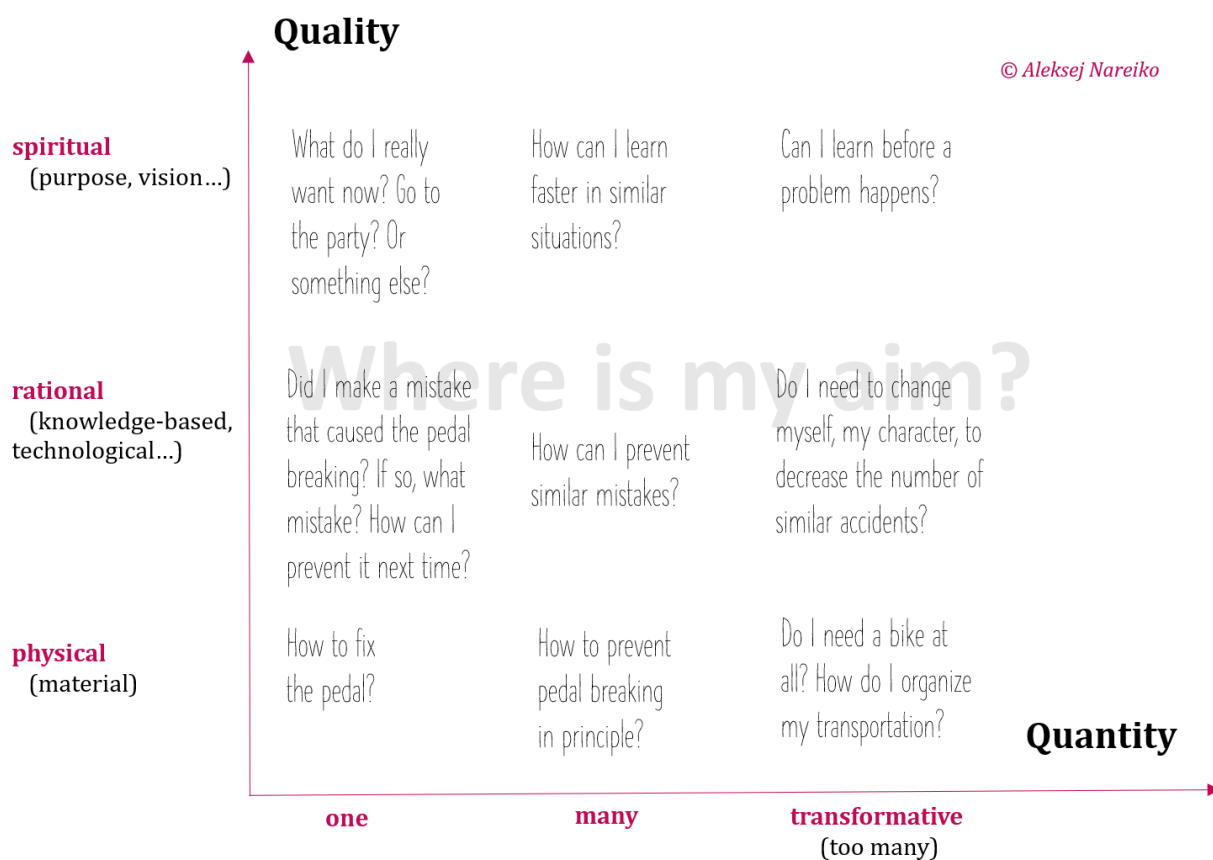 Quality
© Aleksej Nareiko
spiritual
(purpose, vision...)
What do I really
want now? Go to
the party? Or
something else?
How can I learn
faster in similar
situations?
Can I learn before a
problem happens?
Where is my aim?
rational
(knowledge-based,
technological...)
Did I make a mistake
that caused the pedal
breaking? If so, what
mistake? How can I
prevent it next time?
How can I prevent
similar mistakes?
Do I need to change
myself, my character, to
decrease the number of
similar accidents?
physical
(material)
How to fix
the pedal?
How to prevent
pedal breaking
in principle?
Do I need a bike at
all? How do I organize
my transportation?
Quantity
one
many
transformative
(too many)